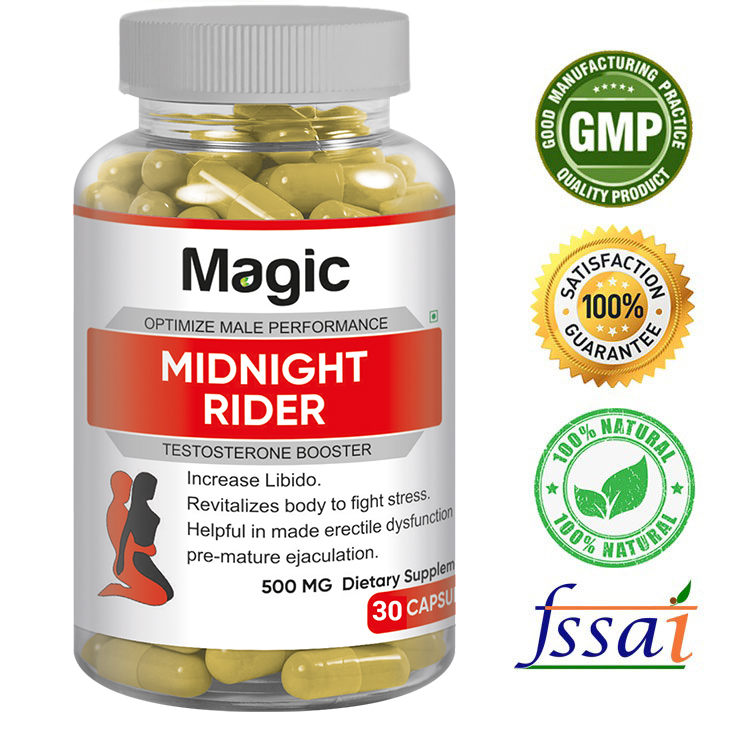 Magic
OPTIMIZE MALE PERFORMANCE
MIDNIGHT
RIDER
TESTOSTERONE BOOSTER
Increase Libido.
Revitalizes body to fight stress.
Helpful in made erectile dysfunction
pre-mature ejaculation.
500 MG Dietary Supplem
30 CAPSU
GOOD MANUFACTURING PRACTICE
GMP
QUALITY PRODUCT
SATISFACTION
100%
GUARANTEE
100% NATURAL
100% NATURAL
fssai